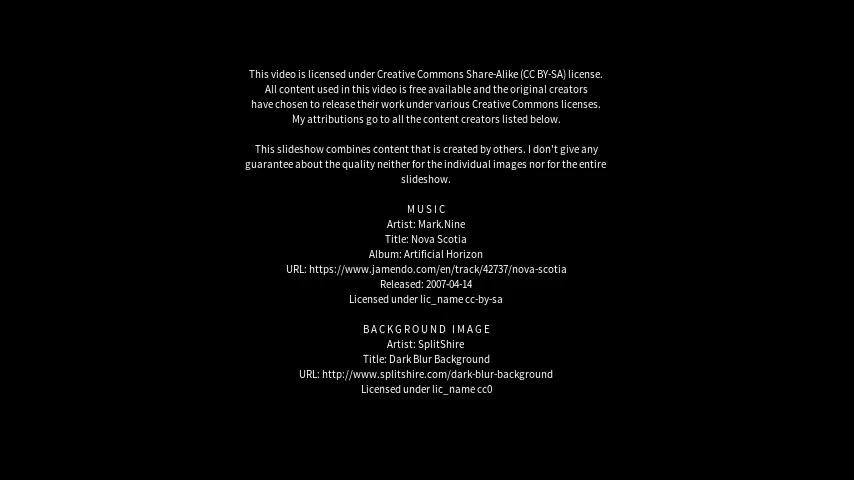 This video is licensed under Creative Commons Share-Alike (CC BY-SA) license.
All content used in this video is free available and the original creators
have chosen to release their work under various Creative Commons licenses.
My attributions go to all the content creators listed below.
This slideshow combines content that is created by others. I don't give any
guarantee about the quality neither for the individual images nor for the entire
slideshow.
MUSIC
Artist: Mark.Nine
Title: Nova Scotia
Album: Artificial Horizon
URL: https://www.jamendo.com/en/track/42737/nova-scotia
Released: 2007-04-14
Licensed under lic_name cc-by-sa
BACKGROUND IMAGE
Artist: SplitShire
Title: Dark Blur Background
URL: http://www.splitshire.com/dark-blur-background
Licensed under lic_name cc0